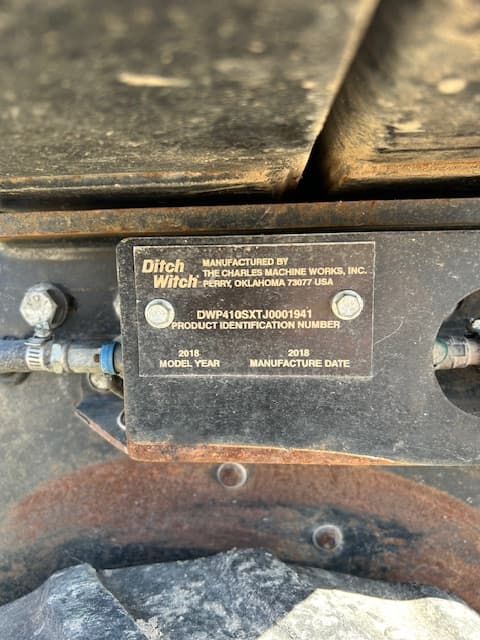 Ditch Witch®
MANUFACTURED BY
THE CHARLES MACHINE WORKS, INC.
PERRY, OKLAHOMA 73077 USA
DWP410SXTJ0001941
PRODUCT IDENTIFICATION NUMBER
2018 2018
MODEL YEAR MANUFACTURE DATE